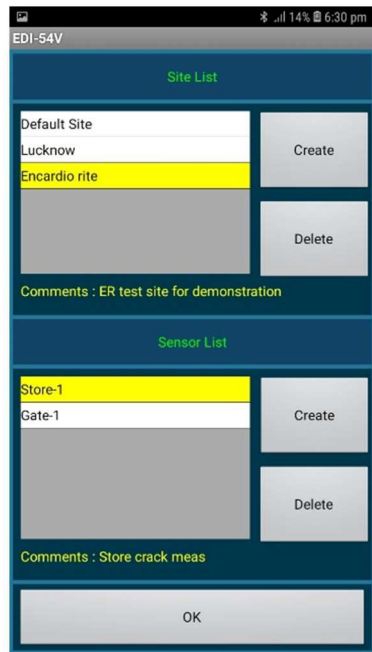 14% 6:30 pm
EDI-54V
Site List
Default Site
Lucknow
Encardio rite
Create
Delete
Comments : ER test site for demonstration
Sensor List
Store-1
Gate-1
Create
Delete
Comments : Store crack meas
OK